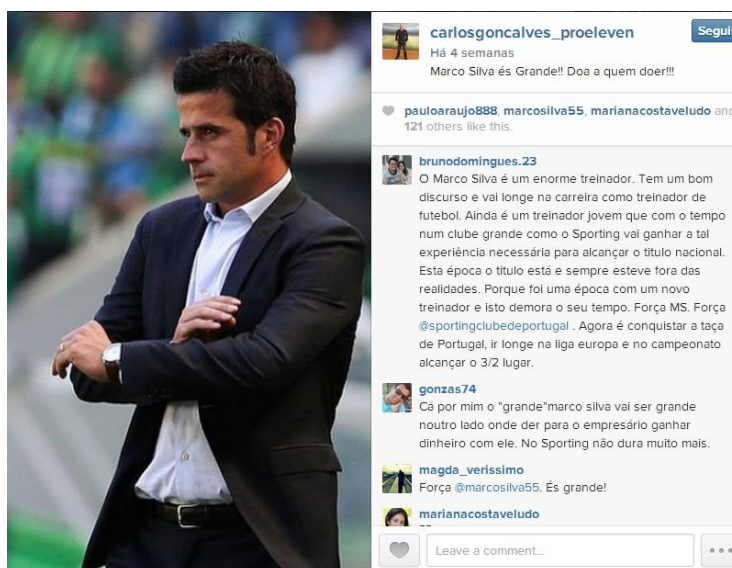 carlosgoncalves_proeleven
Segui
Há 4 semanas
Marco Silva és Grande!! Doa a quem doer!!!
pauloaraujo888, marcosilva55, marianacostaveludo and
121 others like this.
brunodomingues.23
O Marco Silva é um enorme treinador. Tem um bom
discurso e vai longe na carreira como treinador de
futebol. Ainda é um treinador jovem que com o tempo
num clube grande como o Sporting vai ganhar a tal
experiência necessária para alcançar o titulo nacional.
Esta época o titulo está e sempre esteve fora das
realidades. Porque foi uma época com um novo
treinador e isto demora o seu tempo. Força MS. Força
@sportingclubedeportugal . Agora é conquistar a taça
de Portugal, ir longe na liga europa e no campeonato
alcançar o 3/2 lugar.
gonzas74
Cá por mim o "grande"marco silva vai ser grande
noutro lado onde der para o empresário ganhar
dinheiro com ele. No Sporting não dura muito mais.
magda_verissimo
Força @marcosilva55. És grande!
marianacostaveludo
Leave a comment...